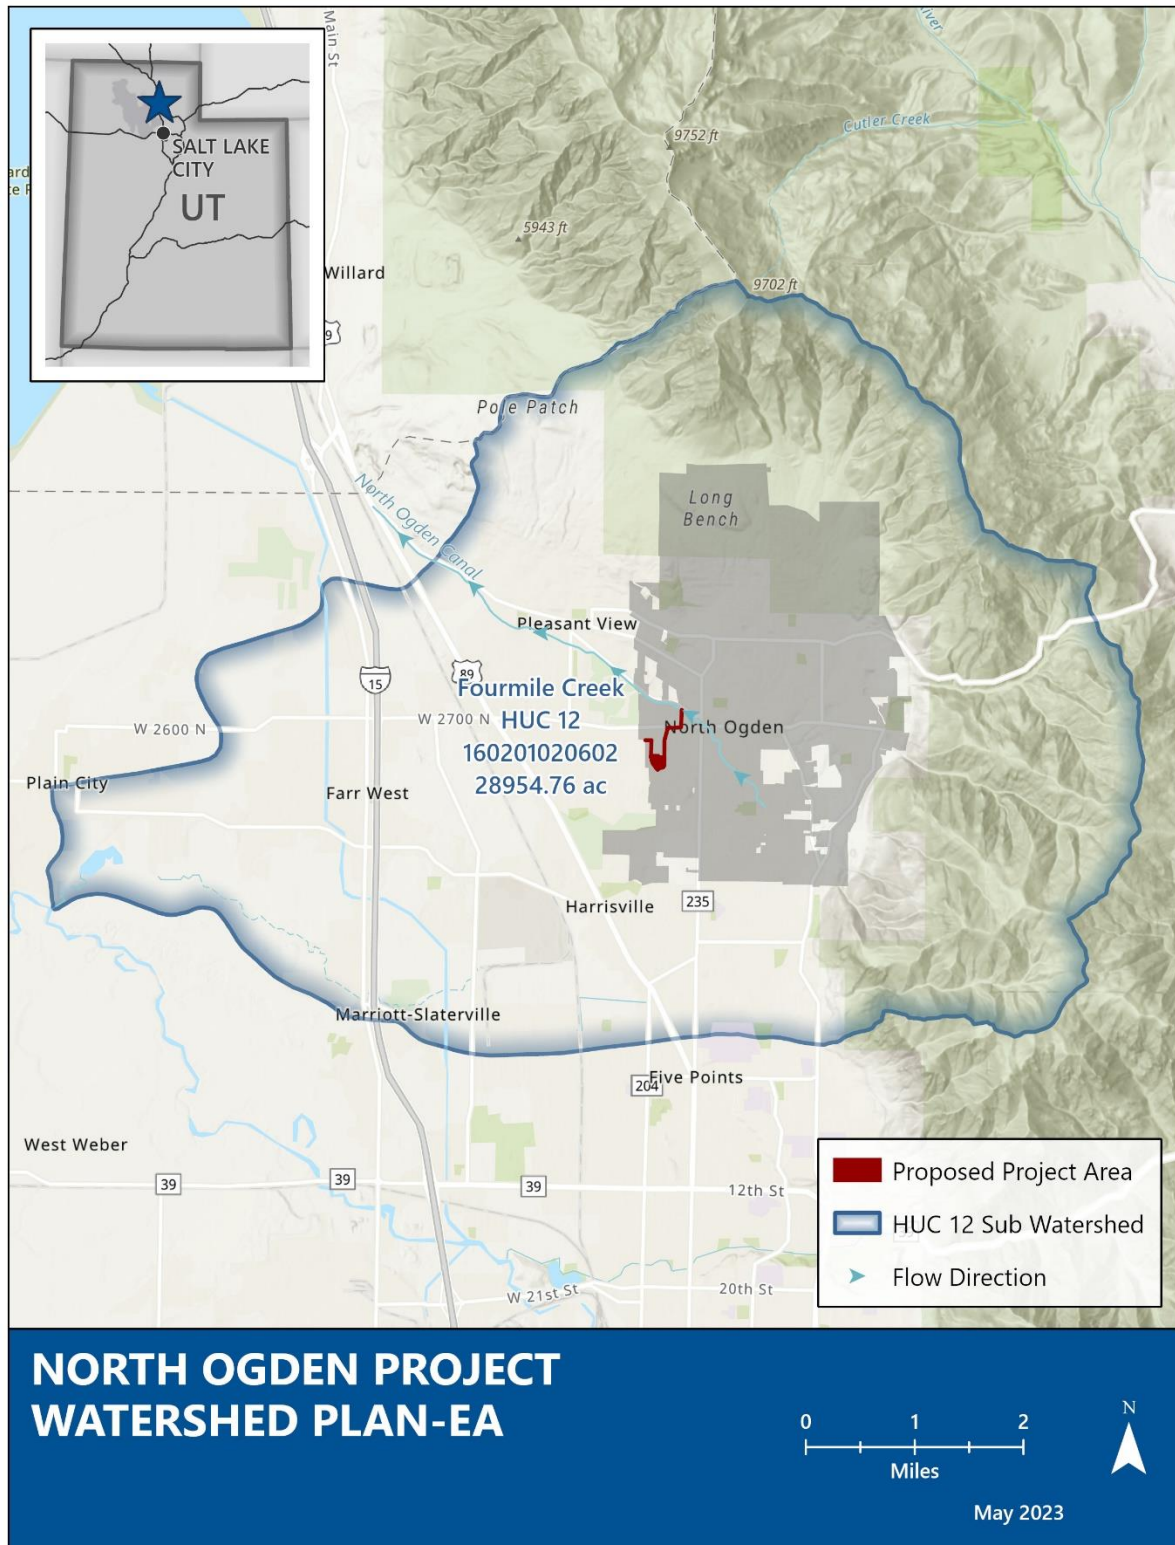 Main St
River
SALT LAKE
CITY
UT
9752 ft
Cutler Creek
5943 ft
Willard
9702 ft
Pole Patch
North Ogden Canal
Long
Bench
Pleasant View
15
89
Fourmile Creek
HUC 12
160201020602
28954.76 ac
W 2600 N
W 2700 N
North Ogden
Plain City
Farr West
Harrisville
235
Marriott-Slaterville
Five Points
204
West Weber
39
39
39
12th St
W 21st St
20th St
Proposed Project Area
HUC 12 Sub Watershed
Flow Direction
NORTH OGDEN PROJECT
WATERSHED PLAN-EA
0 1 2
Miles
N
May 2023